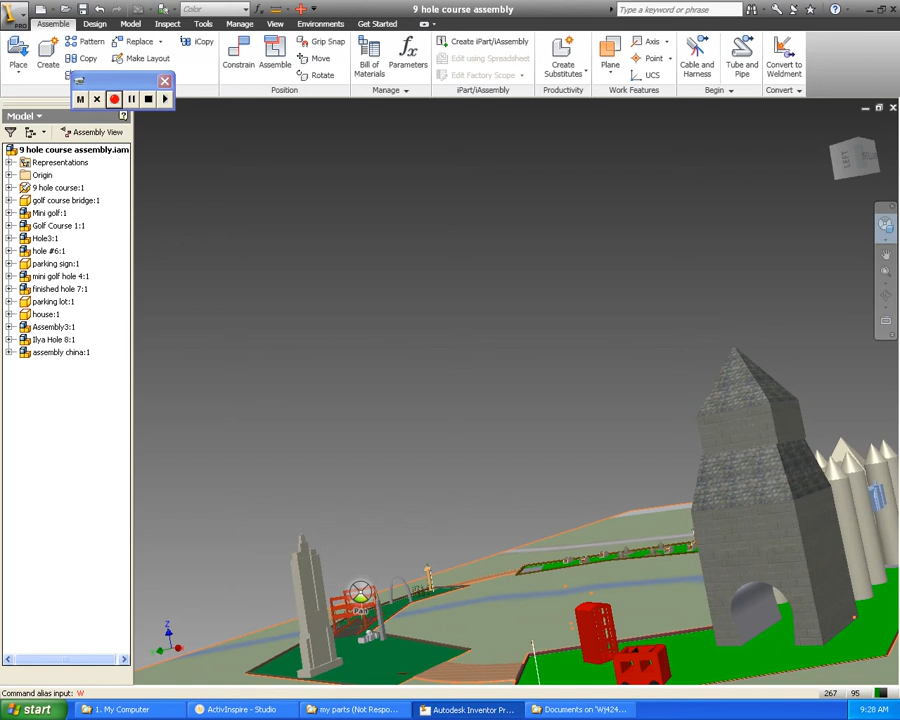 9 hole course assembly
Type a keyword or phrase
PRO
Color
Assemble
Design
Model
Inspect
Tools
Manage
View
Environments
Get Started
Place
Create
Pattern
Copy
Replace
Make Layout
iCopy
Constrain
Assemble
Grip Snap
Move
Rotate
Bill of Materials
Parameters
Create iPart/iAssembly
Edit using Spreadsheet
Edit Factory Scope
Create Substitutes
Plane
Axis
Point
UCS
Cable and Harness
Tube and Pipe
Convert to Weldment
Position
Manage
iPart/iAssembly
Productivity
Work Features
Begin
Convert
M
Model
Assembly View
9 hole course assembly.iam
Representations
Origin
9 hole course:1
golf course bridge:1
Mini golf:1
Golf Course 1:1
Hole3:1
hole #6:1
parking sign:1
mini golf hole 4:1
finished hole 7:1
parking lot:1
house:1
Assembly3:1
Ilya Hole 8:1
assembly china:1
LEFT
Pan
Z
Command alias input: W
267
95
start
1. My Computer
ActivInspire - Studio
my parts (Not Respo...
Autodesk Inventor Pr...
Documents on 'Wj424...
9:28 AM